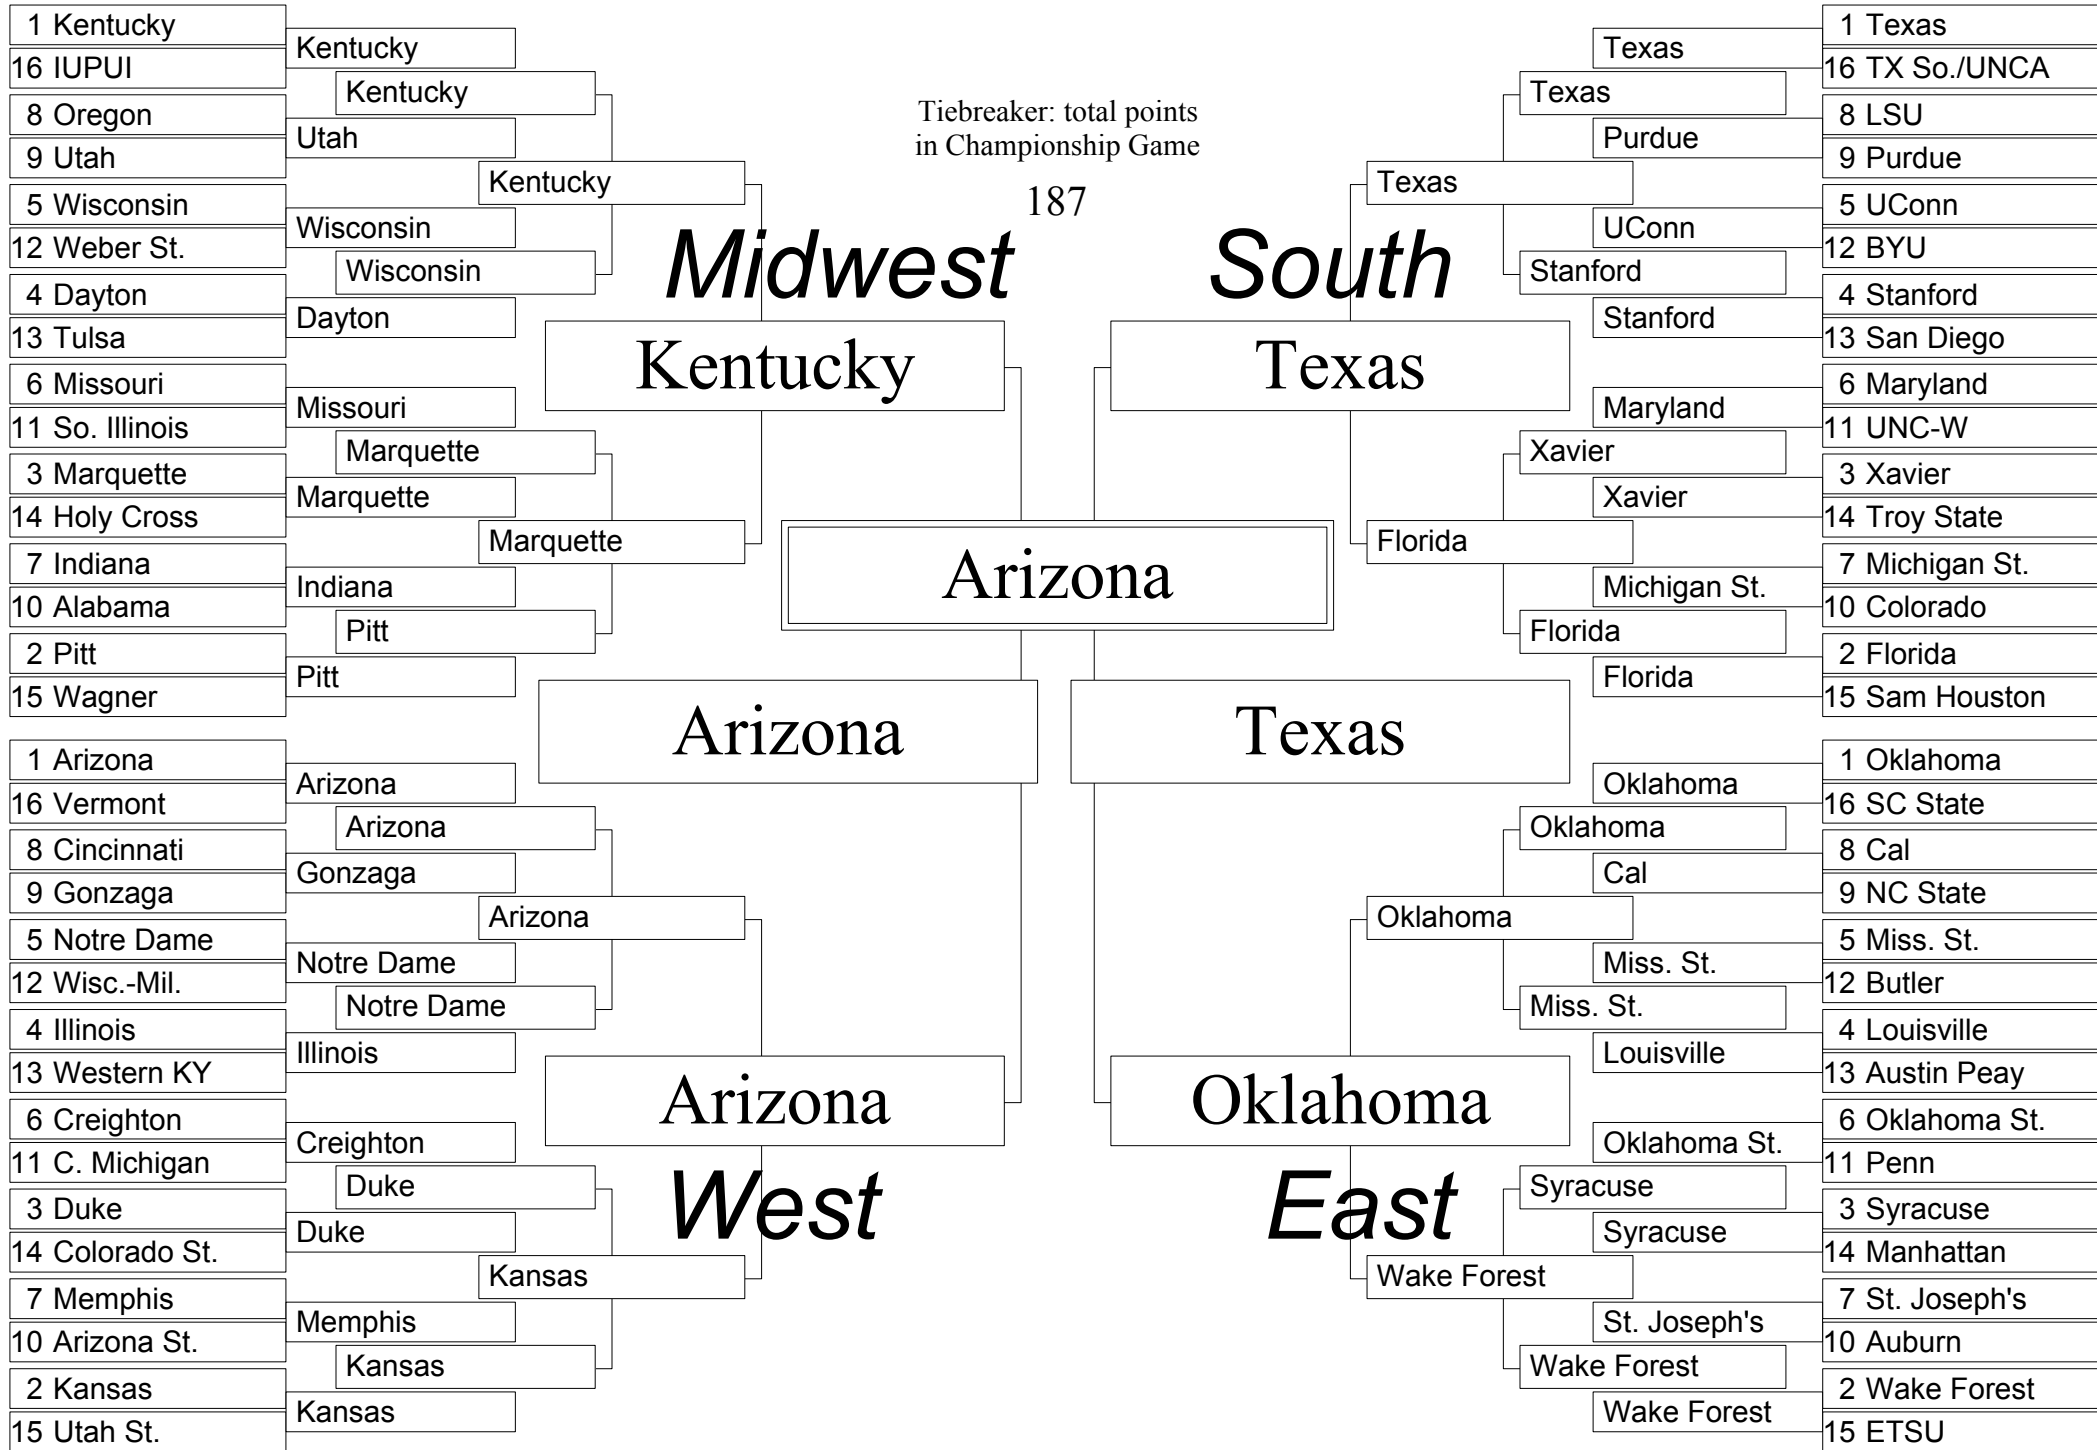 1 Kentucky
16 IUPUI
8 Oregon
9 Utah
5 Wisconsin
12 Weber St.
4 Dayton
13 Tulsa
6 Missouri
11 So. Illinois
3 Marquette
14 Holy Cross
7 Indiana
10 Alabama
2 Pitt
15 Wagner
1 Arizona
16 Vermont
8 Cincinnati
9 Gonzaga
5 Notre Dame
12 Wisc.-Mil.
4 Illinois
13 Western KY
6 Creighton
11 C. Michigan
3 Duke
14 Colorado St.
7 Memphis
10 Arizona St.
2 Kansas
15 Utah St.
Kentucky
Utah
Wisconsin
Dayton
Missouri
Marquette
Indiana
Pitt
Arizona
Gonzaga
Notre Dame
Illinois
Creighton
Duke
Memphis
Kansas
Kentucky
Wisconsin
Marquette
Pitt
Arizona
Notre Dame
Duke
Kansas
Kentucky
Marquette
Arizona
Kansas
Midwest
Kentucky
Arizona
Arizona
West
Tiebreaker: total points
in Championship Game
187
Arizona
South
Texas
Texas
Oklahoma
East
Texas
Florida
Oklahoma
Wake Forest
Texas
Stanford
Xavier
Florida
Oklahoma
Miss. St.
Syracuse
Wake Forest
Texas
Purdue
UConn
Stanford
Maryland
Xavier
Michigan St.
Florida
Oklahoma
Cal
Miss. St.
Louisville
Oklahoma St.
Syracuse
St. Joseph's
Wake Forest
1 Texas
16 TX So./UNCA
8 LSU
9 Purdue
5 UConn
12 BYU
4 Stanford
13 San Diego
6 Maryland
11 UNC-W
3 Xavier
14 Troy State
7 Michigan St.
10 Colorado
2 Florida
15 Sam Houston
1 Oklahoma
16 SC State
8 Cal
9 NC State
5 Miss. St.
12 Butler
4 Louisville
13 Austin Peay
6 Oklahoma St.
11 Penn
3 Syracuse
14 Manhattan
7 St. Joseph's
10 Auburn
2 Wake Forest
15 ETSU